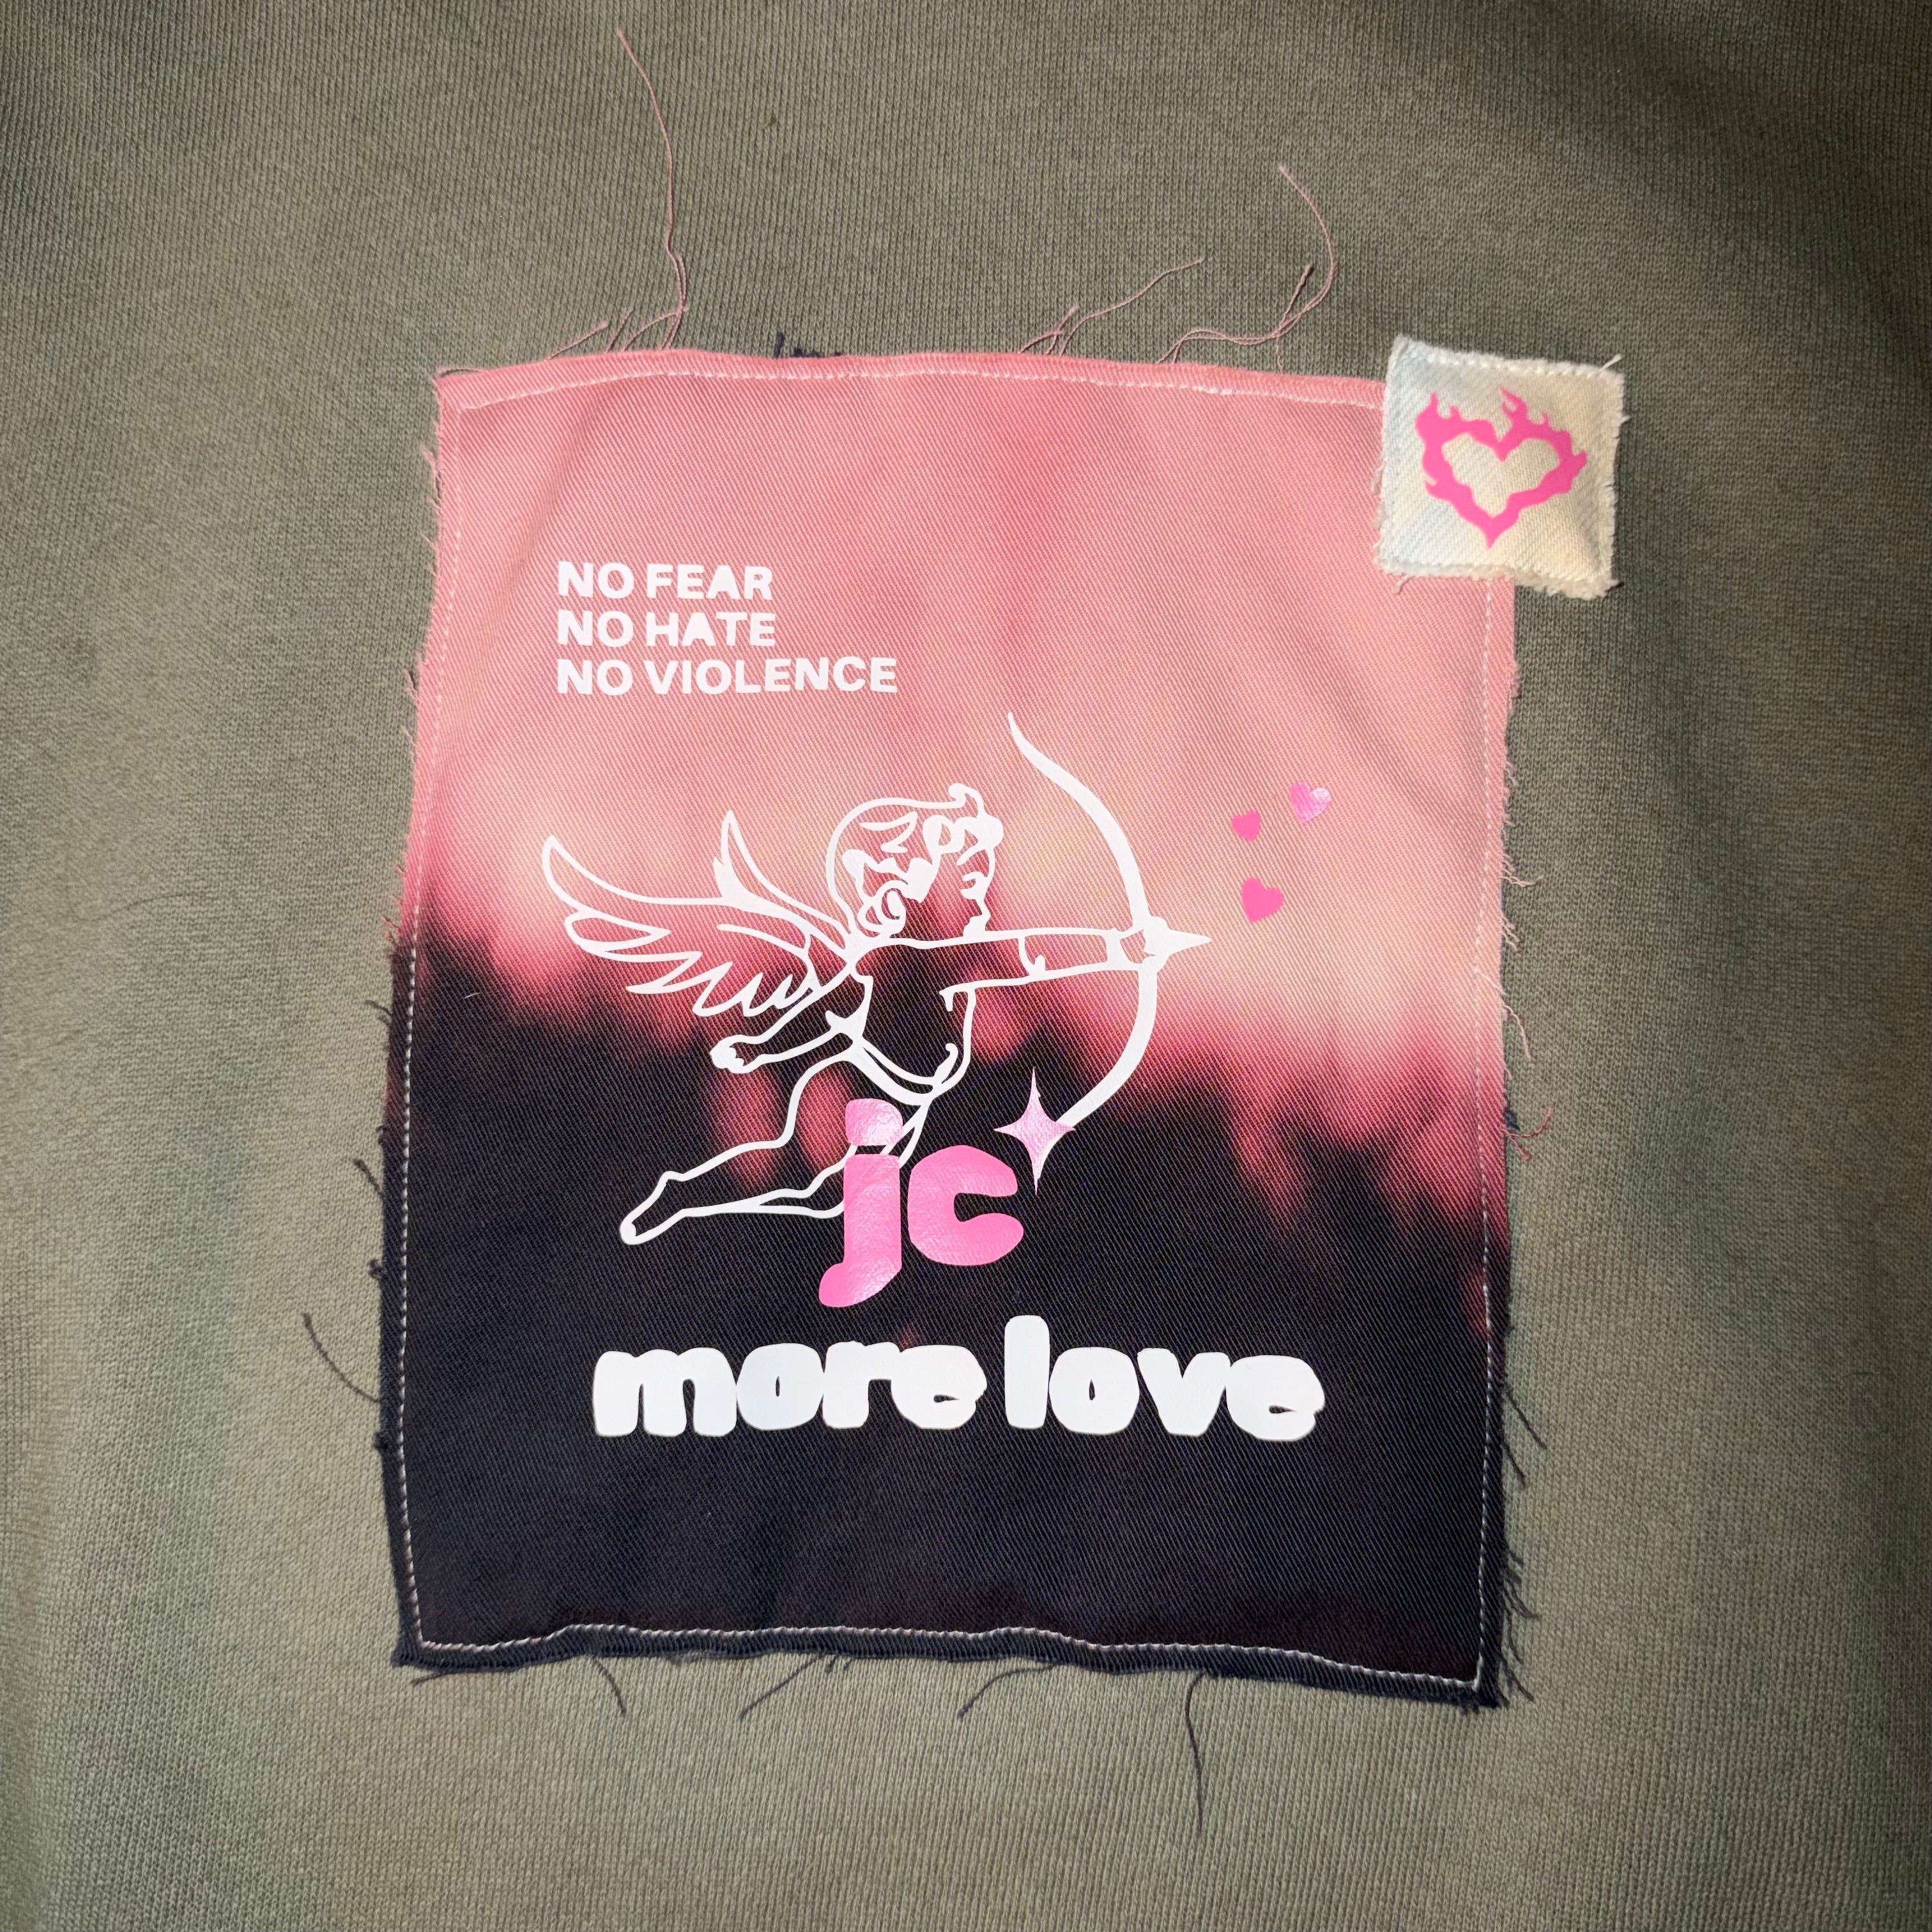 NO FEAR
NO HATE
NO VIOLENCE
jc
more love